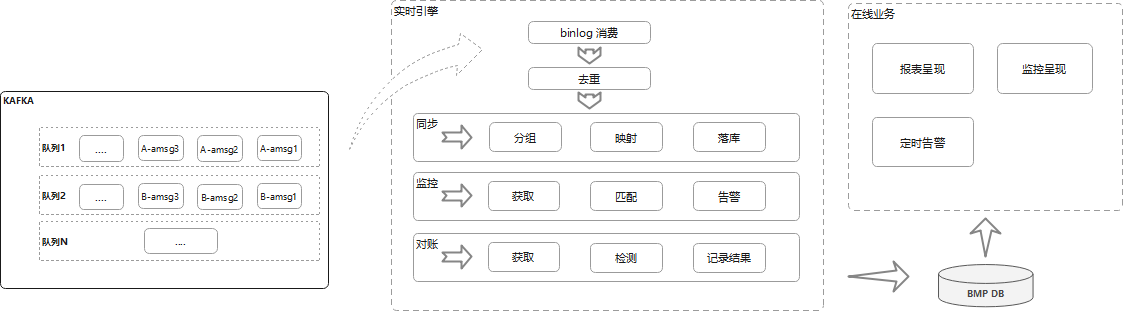 KAFKA
队列1
....
A-amsg3
A-amsg2
A-amsg1
队列2
....
B-amsg3
B-amsg2
B-amsg1
队列N
....
实时引擎
binlog 消费
去重
同步
分组
映射
落库
监控
获取
匹配
告警
对账
获取
检测
记录结果
在线业务
报表呈现
监控呈现
定时告警
BMP DB